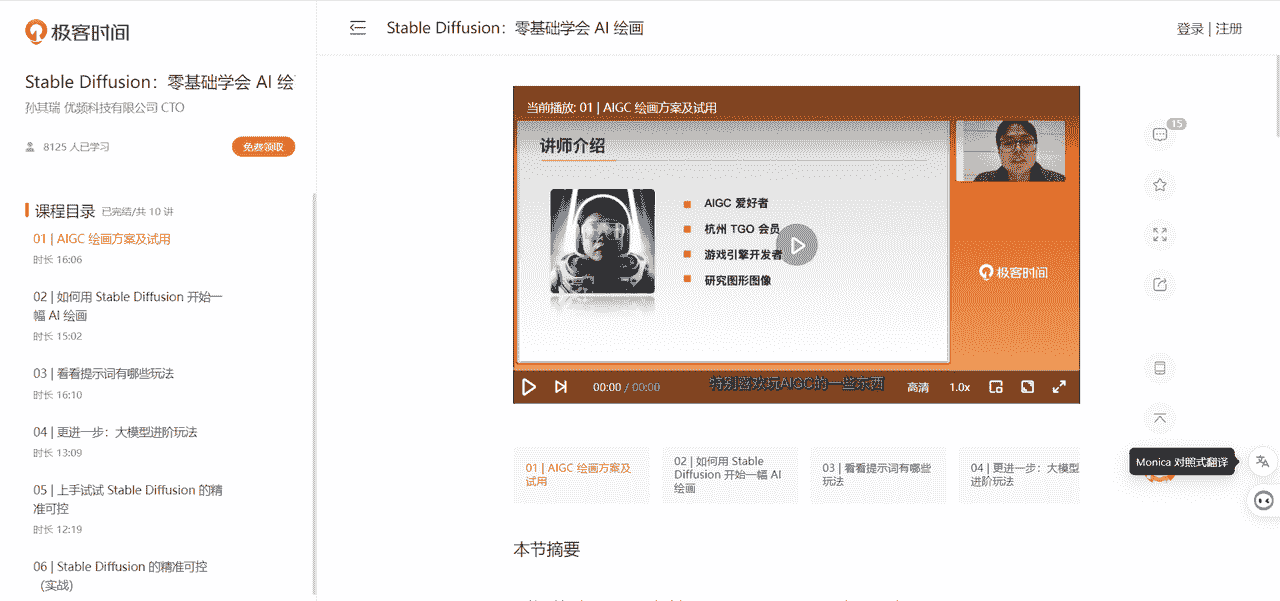 极客时间
Stable Diffusion：零基础学会 AI 绘
孙其瑞 优频科技有限公司 CTO
8125 人已学习
免费领取
课程目录 已完结/共 10 讲
01 | AIGC 绘画方案及试用
时长 16:06
02 | 如何用 Stable Diffusion 开始一
幅 AI 绘画
时长 15:02
03 | 看看提示词有哪些玩法
时长 16:10
04 | 更进一步：大模型进阶玩法
时长 13:09
05 | 上手试试 Stable Diffusion 的精
准可控
时长 12:19
06 | Stable Diffusion 的精准可控
（实战)
Stable Diffusion：零基础学会 AI 绘画
登录 | 注册
当前播放: 01 | AIGC 绘画方案及试用
讲师介绍
AIGC 爱好者
杭州 TGO 会员
游戏引擎开发者
研究图形图像
极客时间
特别喜欢玩AIGC的一些东西
00:00 / 00:00
高清
1.0x
01 | AIGC 绘画方案及
试用
02 | 如何用 Stable
Diffusion 开始一幅 AI
绘画
03 | 看看提示词有哪些
玩法
04 | 更进一步：大模型
进阶玩法
本节摘要
15
Monica 对照式翻译